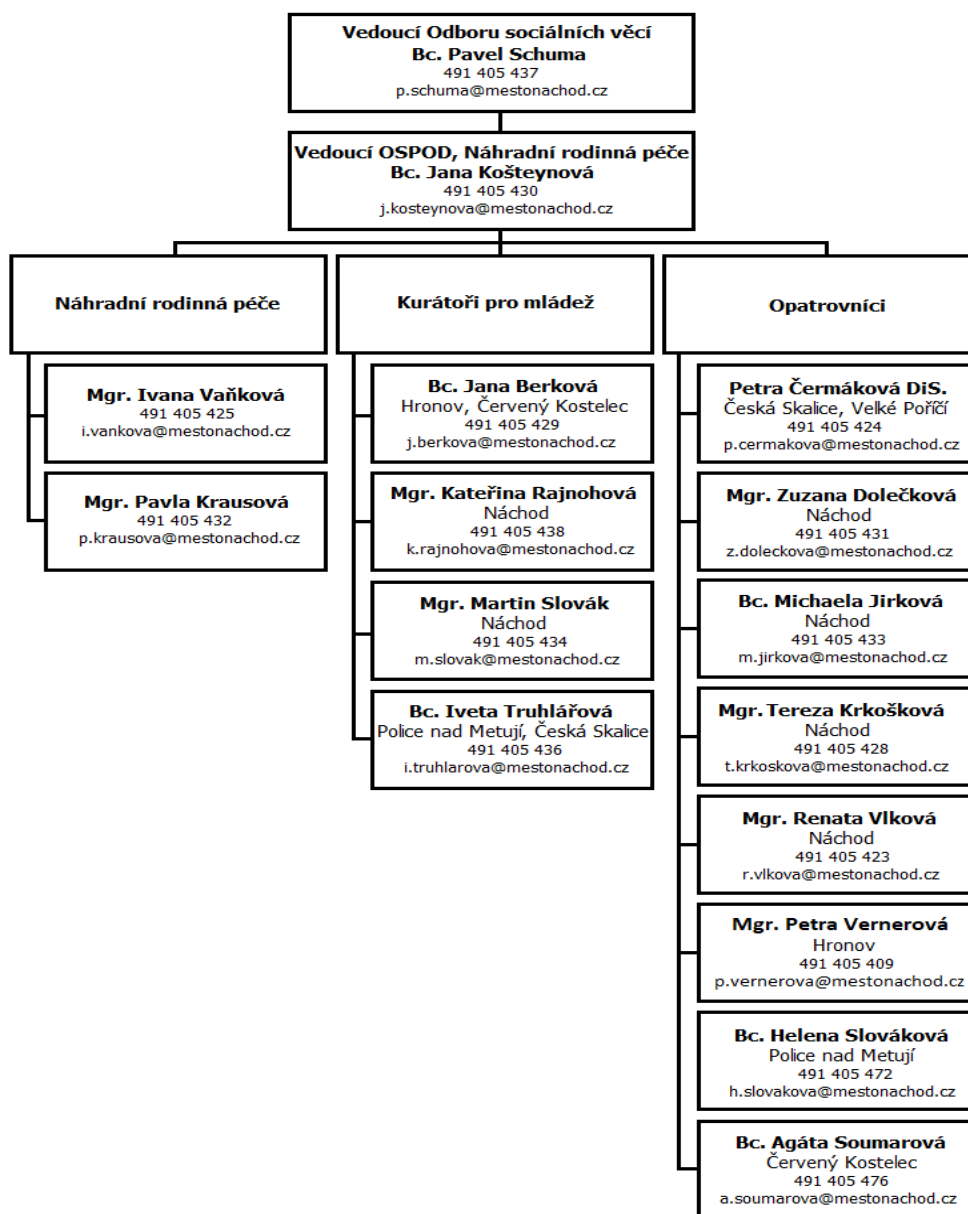 Vedoucí Odboru sociálních věcí
Bc. Pavel Schuma
491 405 437
p.schuma@mestonachod.cz
Vedoucí OSPOD, Náhradní rodinná péče
Bc. Jana Košteynová
491 405 430
j.kosteynova@mestonachod.cz
Náhradní rodinná péče
Mgr. Ivana Vaňková
491 405 425
i.vankova@mestonachod.cz
Mgr. Pavla Krausová
491 405 432
p.krausova@mestonachod.cz
Kurátoři pro mládež
Bc. Jana Berková
Hronov, Červený Kostelec
491 405 429
j.berkova@mestonachod.cz
Mgr. Kateřina Rajnohová
Náchod
491 405 438
k.rajnohova@mestonachod.cz
Mgr. Martin Slovák
Náchod
491 405 434
m.slovak@mestonachod.cz
Bc. Iveta Truhlářová
Police nad Metují, Česká Skalice
491 405 436
i.truhlarova@mestonachod.cz
Opatrovníci
Petra Čermáková DiS.
Česká Skalice, Velké Poříčí
491 405 424
p.cermakova@mestonachod.cz
Mgr. Zuzana Dolečková
Náchod
491 405 431
z.doleckova@mestonachod.cz
Bc. Michaela Jirková
Náchod
491 405 433
m.jirkova@mestonachod.cz
Mgr. Tereza Krkošková
Náchod
491 405 428
t.krkoskova@mestonachod.cz
Mgr. Renata Vlková
Náchod
491 405 423
r.vlkova@mestonachod.cz
Mgr. Petra Vernerová
Hronov
491 405 409
p.vernerova@mestonachod.cz
Bc. Helena Slováková
Police nad Metují
491 405 472
h.slovakova@mestonachod.cz
Bc. Agáta Soumarová
Červený Kostelec
491 405 476
a.soumarova@mestonachod.cz